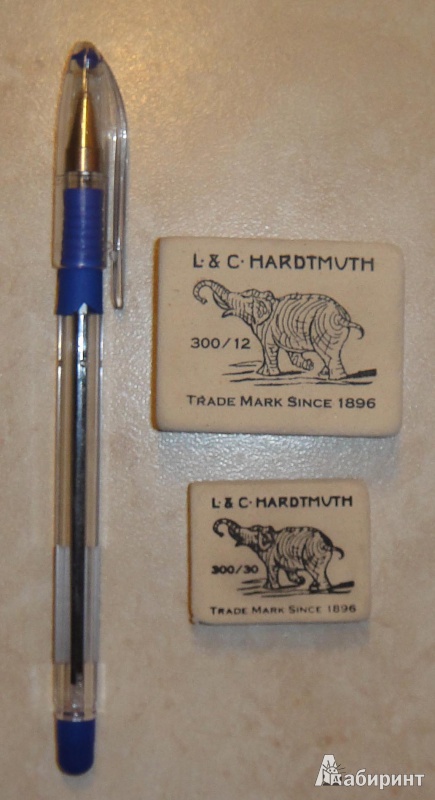 L·& C· HARDTMUTH
300/12
TRADE MARK SINCE 1896
L·& C· HARDTMUTH
300/30
TRADE MARK SINCE 1896
Лабиринт